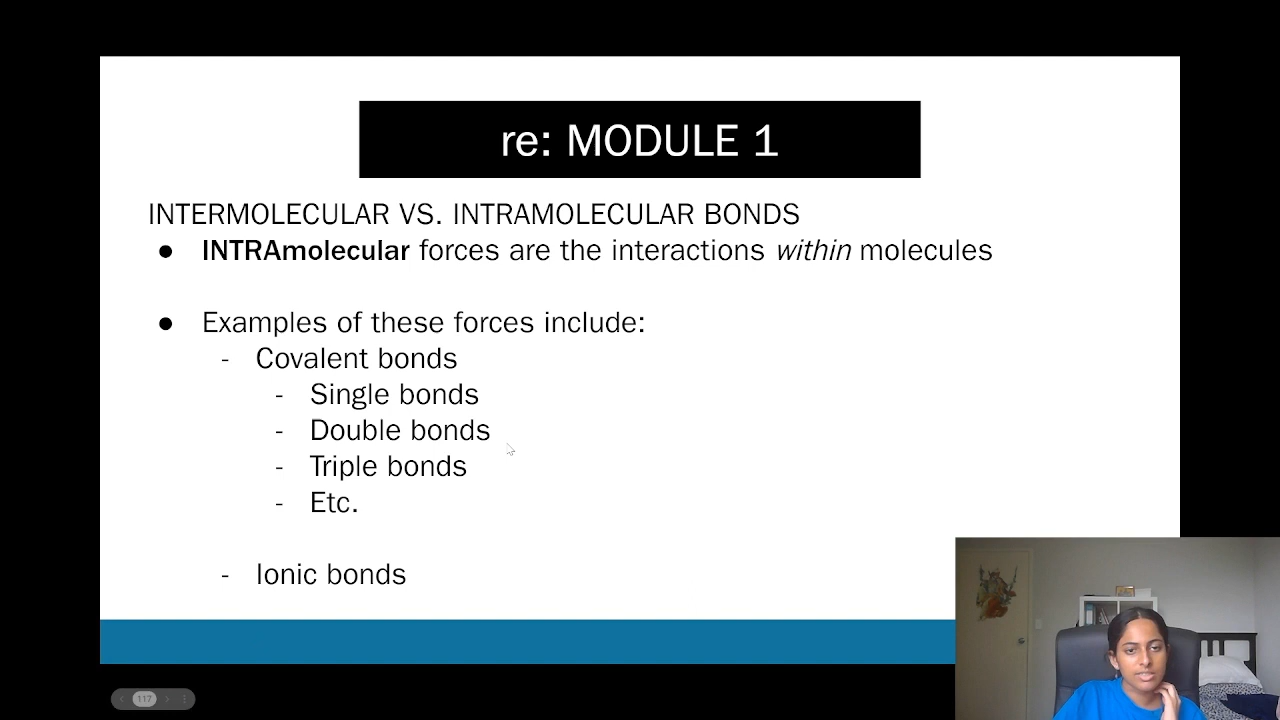 re: MODULE 1
INTERMOLECULAR VS. INTRAMOLECULAR BONDS
● INTRAmolecular forces are the interactions within molecules
● Examples of these forces include:
- Covalent bonds
- Single bonds
- Double bonds
- Triple bonds
- Etc.
- Ionic bonds
117